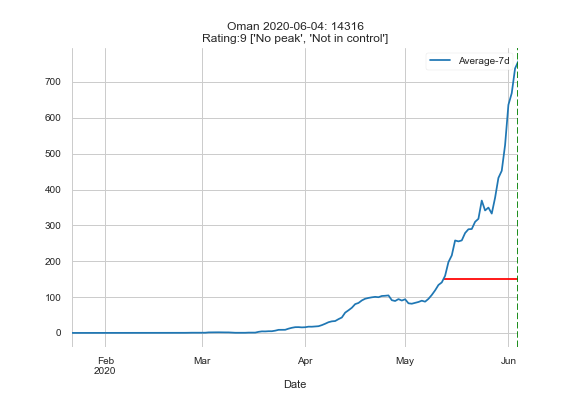 Oman 2020-06-04: 14316
Rating:9 ['No peak', 'Not in control']
Average-7d
700
600
500
400
300
200
100
0
Feb
2020
Mar
Apr
May
Jun
Date